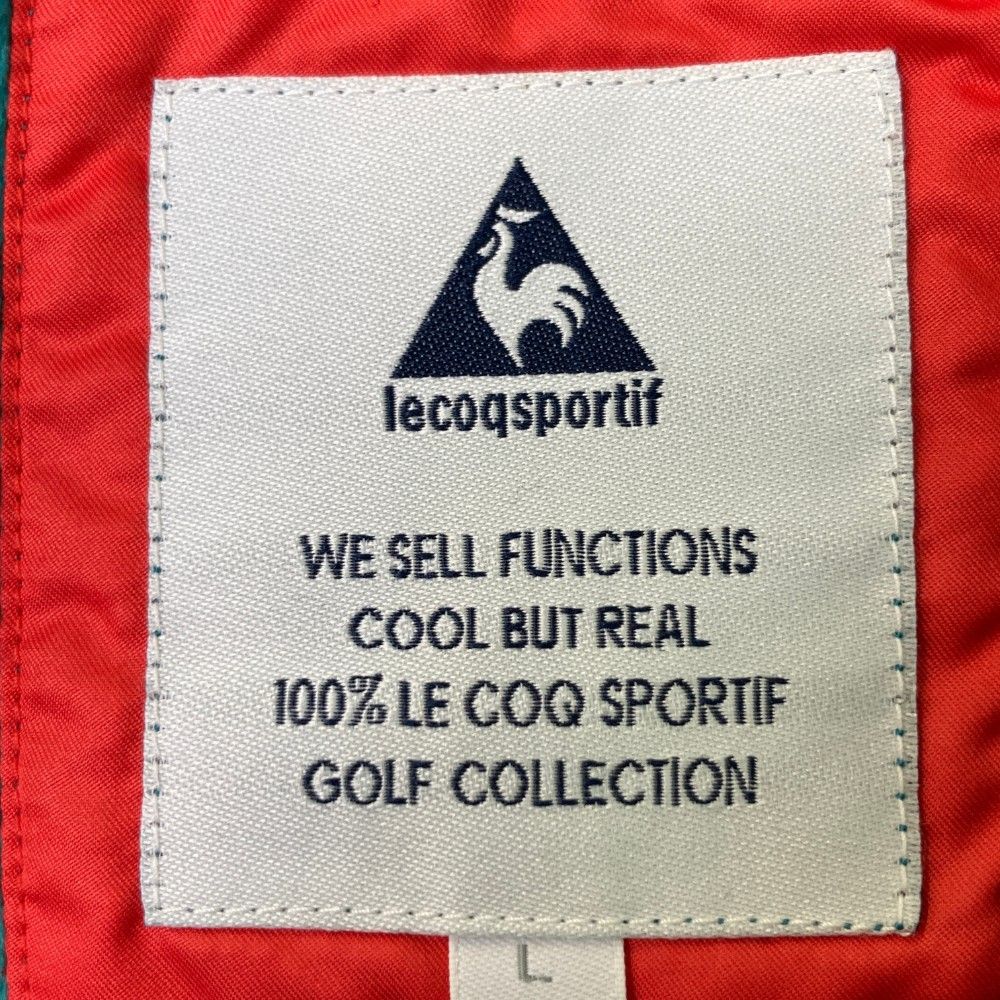 lecoqsportif
WE SELL FUNCTIONS
COOL BUT REAL
100% LE COQ SPORTIF
GOLF COLLECTION
L